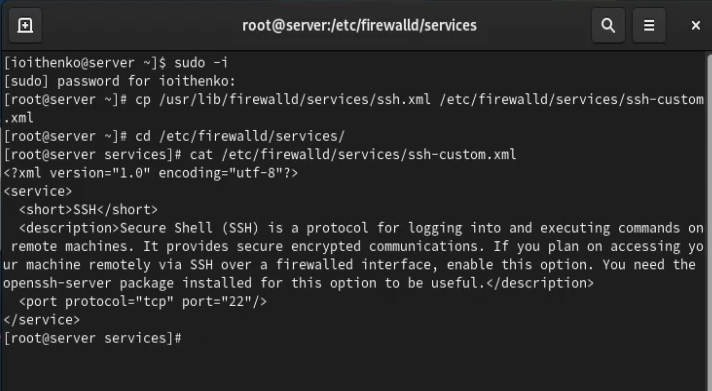 root@server:/etc/firewalld/services
[ioithenko@server ~]$ sudo -i
[sudo] password for ioithenko:
[root@server ~]# cp /usr/lib/firewalld/services/ssh.xml /etc/firewalld/services/ssh-custom
.xml
[root@server ~]# cd /etc/firewalld/services/
[root@server services]# cat /etc/firewalld/services/ssh-custom.xml
<?xml version="1.0" encoding="utf-8"?>
<service>
  <short>SSH</short>
  <description>Secure Shell (SSH) is a protocol for logging into and executing commands on
 remote machines. It provides secure encrypted communications. If you plan on accessing yo
ur machine remotely via SSH over a firewalled interface, enable this option. You need the
openssh-server package installed for this option to be useful.</description>
  <port protocol="tcp" port="22"/>
</service>
[root@server services]#